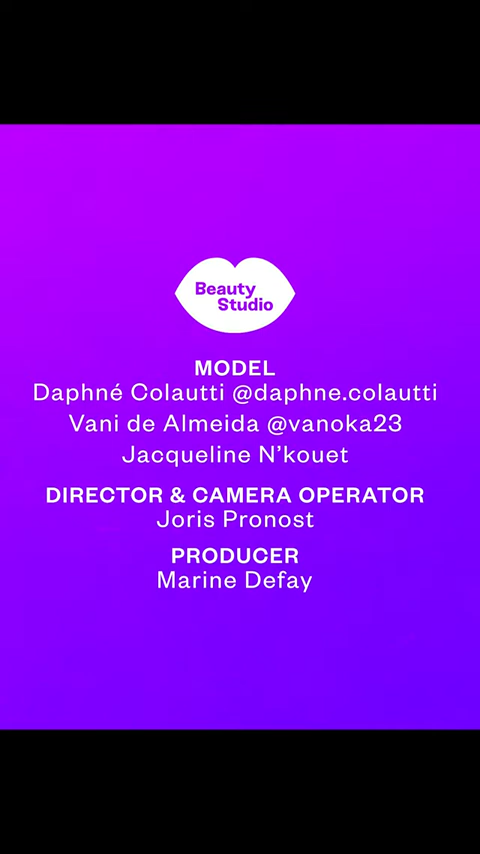 Beauty
Studio
MODEL
Daphné Colautti @daphne.colautti
Vani de Almeida @vanoka23
Jacqueline N’kouet
DIRECTOR & CAMERA OPERATOR
Joris Pronost
PRODUCER
Marine Defay